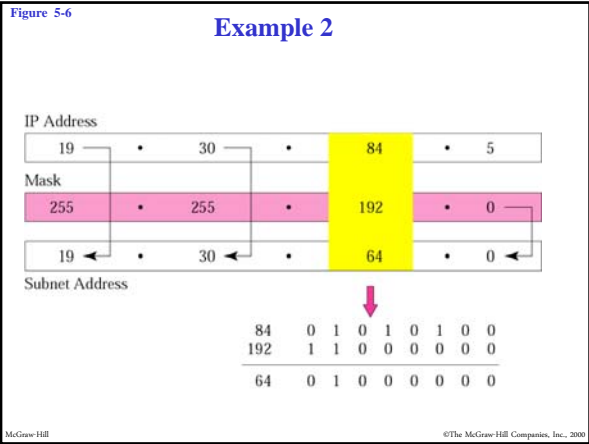 Figure 5-6
Example 2
IP Address
19 • 30 • 84 • 5
Mask
255 • 255 • 192 • 0
19 • 30 • 64 • 0
Subnet Address
84 0 1 0 1 0 1 0 0
192 1 1 0 0 0 0 0 0
64 0 1 0 0 0 0 0 0
McGraw-Hill ©The McGraw-Hill Companies, Inc., 2000